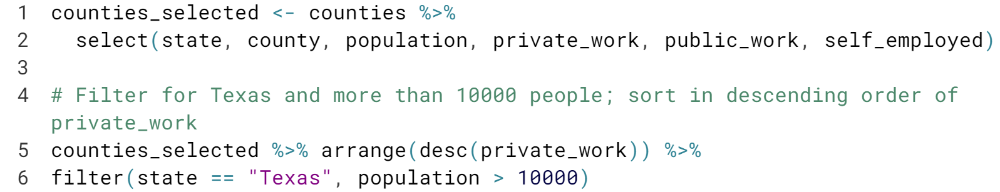 1 counties_selected <- counties %>%
2   select(state, county, population, private_work, public_work, self_employed)
3
4 # Filter for Texas and more than 10000 people; sort in descending order of
private_work
5 counties_selected %>% arrange(desc(private_work)) %>%
6 filter(state == "Texas", population > 10000)